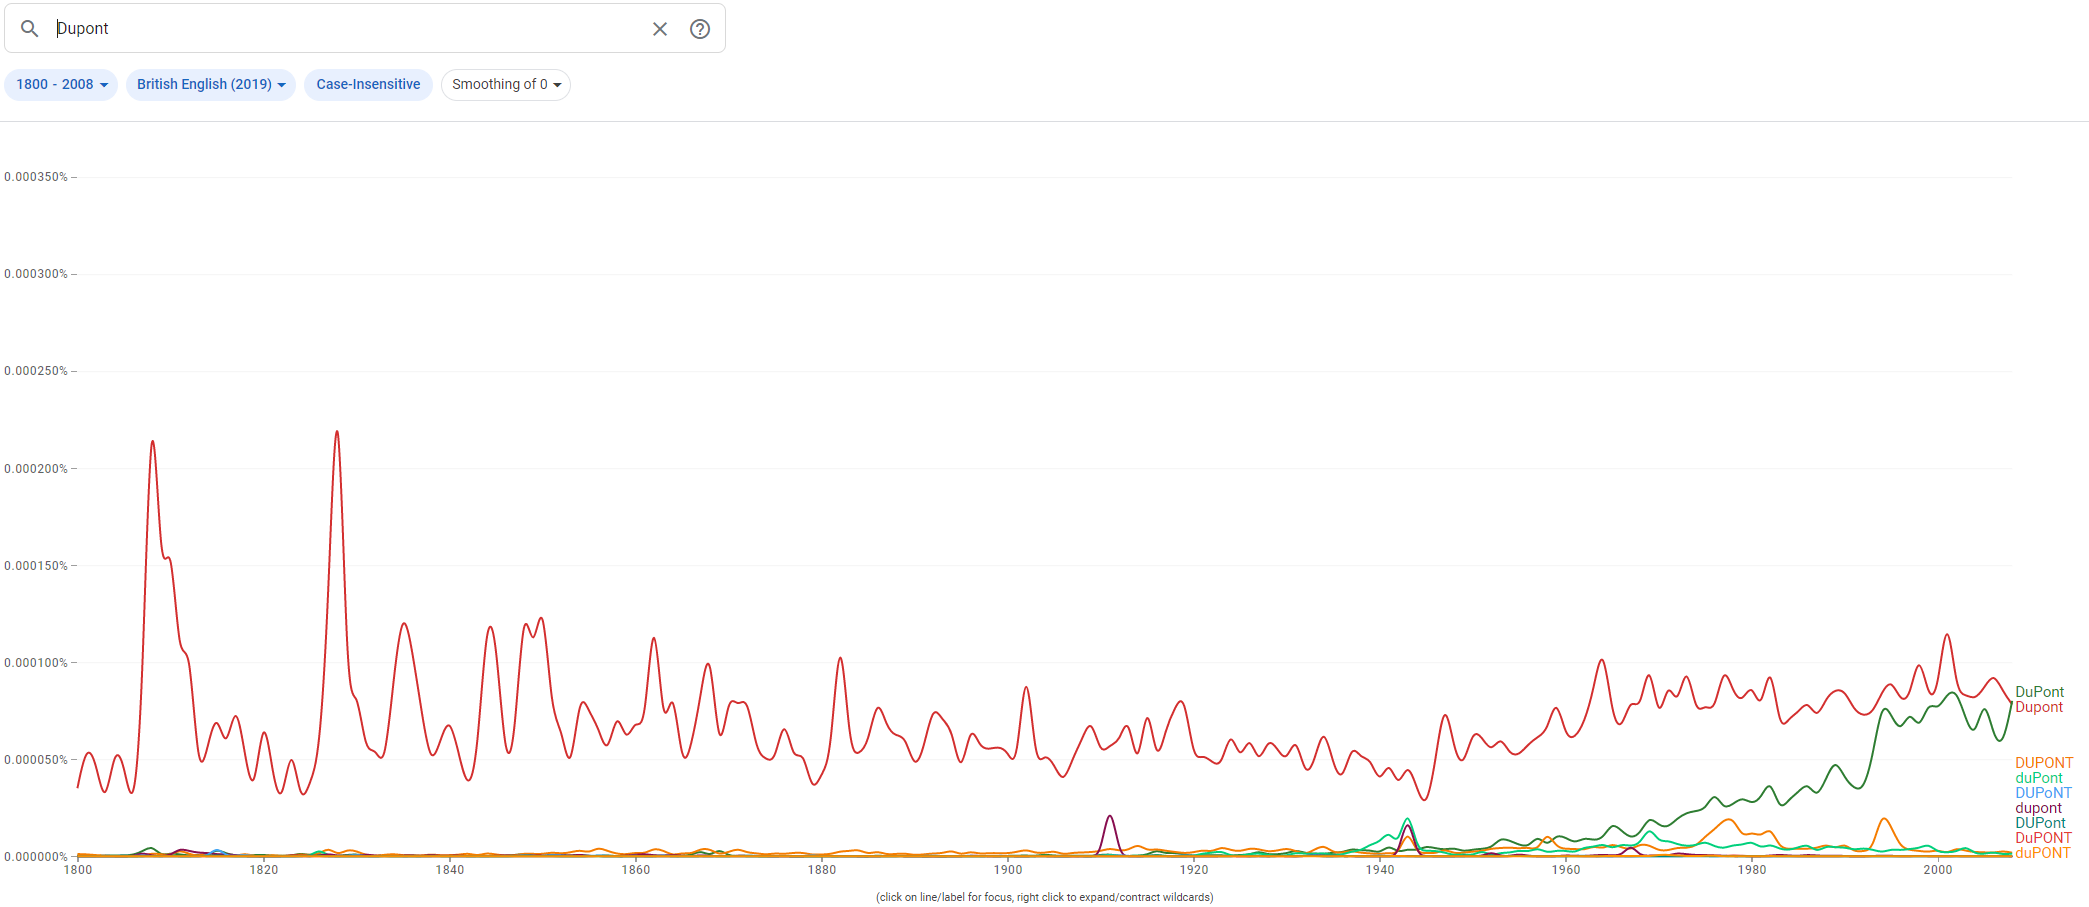 Dupont
1800 - 2008 British English (2019) Case-Insensitive Smoothing of 0
0.000350%
0.000300%
0.000250%
0.000200%
0.000150%
0.000100%
0.000050%
0.000000%
DuPont
Dupont
DUPONT
duPont
DUPoNT
dupont
DUPont
DuPONT
duPONT
1800 1820 1840 1860 1880 1900 1920 1940 1960 1980 2000
(click on line/label for focus, right click to expand/contract wildcards)